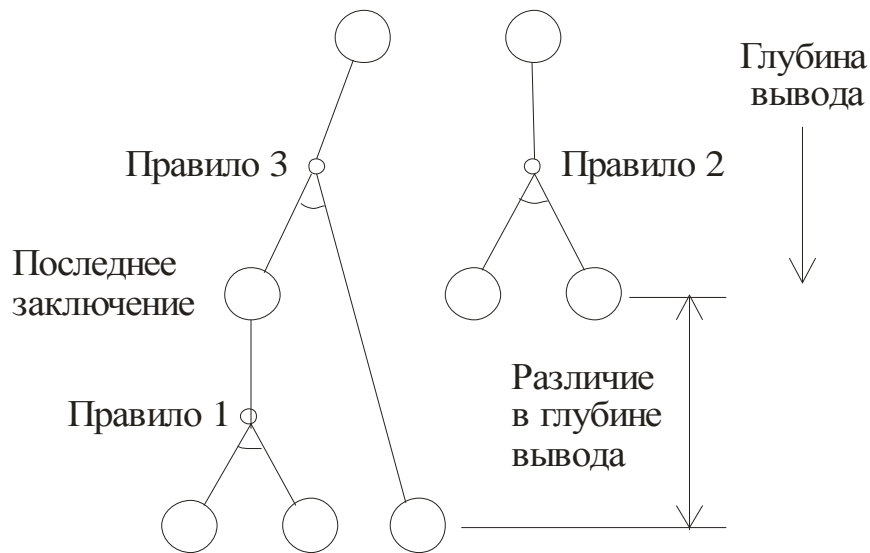 Глубина
вывода
Правило 3
Правило 2
Последнее
заключение
Различие
в глубине
вывода
Правило 1